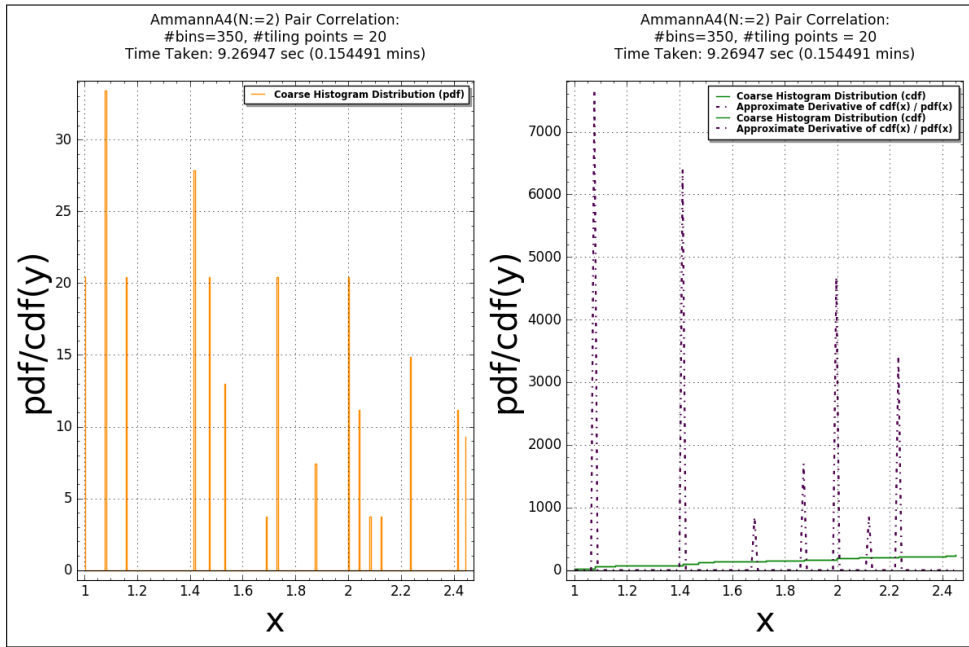 AmmannA4(N:=2) Pair Correlation:
#bins=350, #tiling points = 20
Time Taken: 9.26947 sec (0.154491 mins)
Coarse Histogram Distribution (pdf)
pdf/cdf(y)
30
25
20
15
10
5
0
1
1.2
1.4
1.6
1.8
2
2.2
2.4
x
AmmannA4(N:=2) Pair Correlation:
#bins=350, #tiling points = 20
Time Taken: 9.26947 sec (0.154491 mins)
Coarse Histogram Distribution (cdf)
Approximate Derivative of cdf(x) / pdf(x)
Coarse Histogram Distribution (cdf)
Approximate Derivative of cdf(x) / pdf(x)
pdf/cdf(y)
7000
6000
5000
4000
3000
2000
1000
0
1
1.2
1.4
1.6
1.8
2
2.2
2.4
x